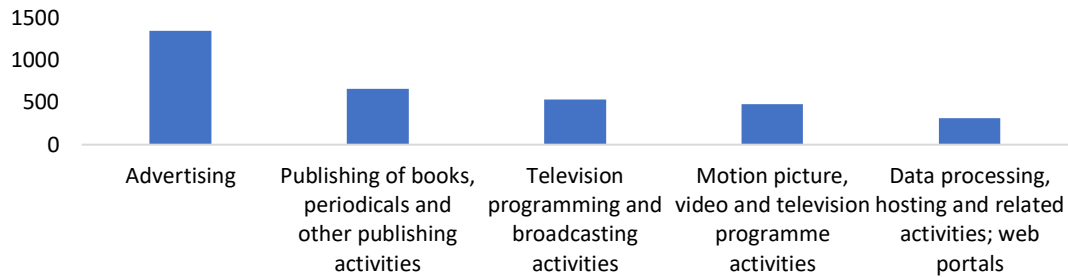 1500
1000
500
0
Advertising
Publishing of books,
periodicals and
other publishing
activities
Television
programming and
broadcasting
activities
Motion picture,
video and television
programme
activities
Data processing,
hosting and related
activities; web
portals